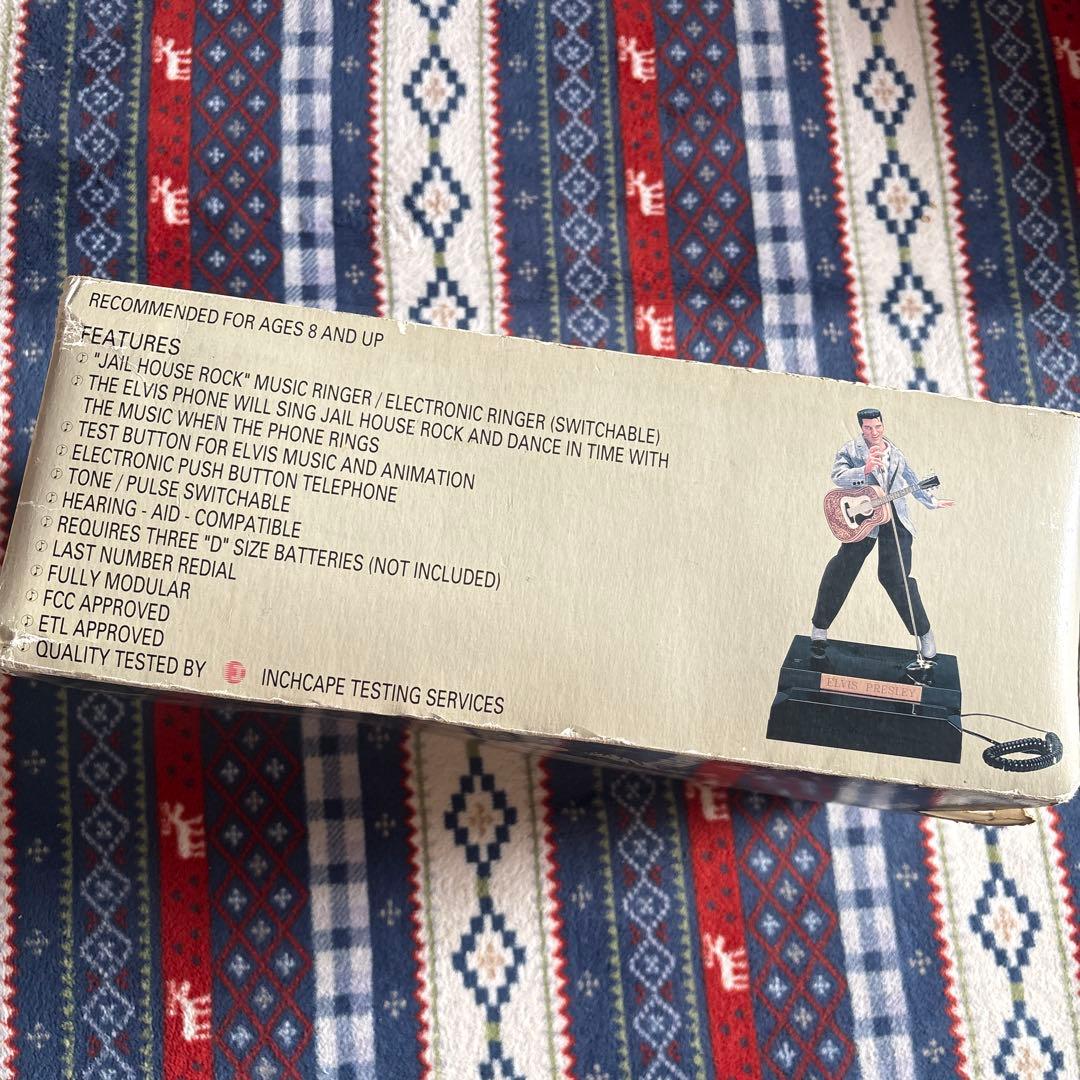 RECOMMENDED FOR AGES 8 AND UP
FEATURES
"JAIL HOUSE ROCK" MUSIC RINGER / ELECTRONIC RINGER (SWITCHABLE)
THE ELVIS PHONE WILL SING JAIL HOUSE ROCK AND DANCE IN TIME WITH
THE MUSIC WHEN THE PHONE RINGS
TEST BUTTON FOR ELVIS MUSIC AND ANIMATION
ELECTRONIC PUSH BUTTON TELEPHONE
TONE / PULSE SWITCHABLE
HEARING - AID - COMPATIBLE
REQUIRES THREE "D" SIZE BATTERIES (NOT INCLUDED)
LAST NUMBER REDIAL
FULLY MODULAR
FCC APPROVED
ETL APPROVED
QUALITY TESTED BY INCHCAPE TESTING SERVICES
ELVIS PRESLEY